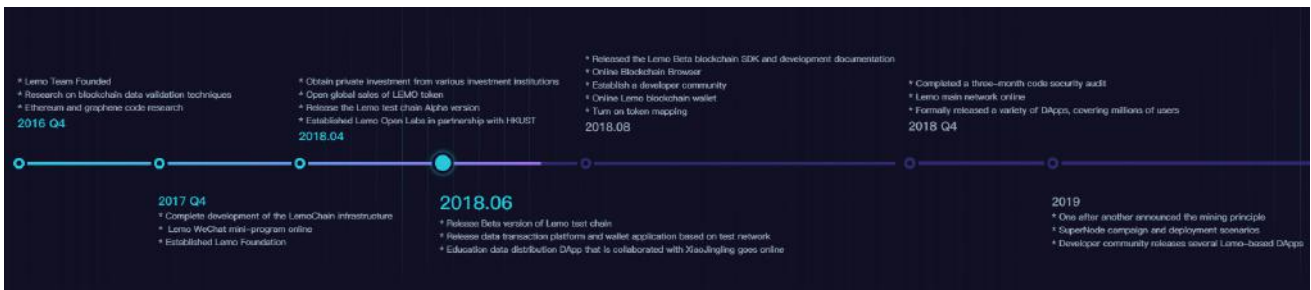 * Lemo Team Founded
* Research on blockchain data validation techniques
* Ethereum and graphene code research
2016 Q4
2017 Q4
* Complete development of the LemoChain infrastructure
* Lemo WeChat mini-program online
* Established Lemo Foundation
* Obtain private investment from various investment institutions
* Open global sales of LEMO token
* Release the Lemo test chain Alpha version
* Established Lemo Open Labs in partnership with HKUST
2018.04
2018.06
* Release Beta version of Lemo test chain
* Release data transaction platform and wallet application based on test network
* Education data distribution DApp that is collaborated with XiaoJingling goes online
* Released the Lemo Beta blockchain SDK and development documentation
* Online Blockchain Browser
* Establish a developer community
* Online Lemo blockchain wallet
* Turn on token mapping
2018.08
* Completed a three-month code security audit
* Lemo main network online
* Formally released a variety of DApps, covering millions of users
2018 Q4
2019
* One after another announced the mining principle
* SuperNode campaign and deployment scenarios
* Developer community releases several Lemo-based DApps